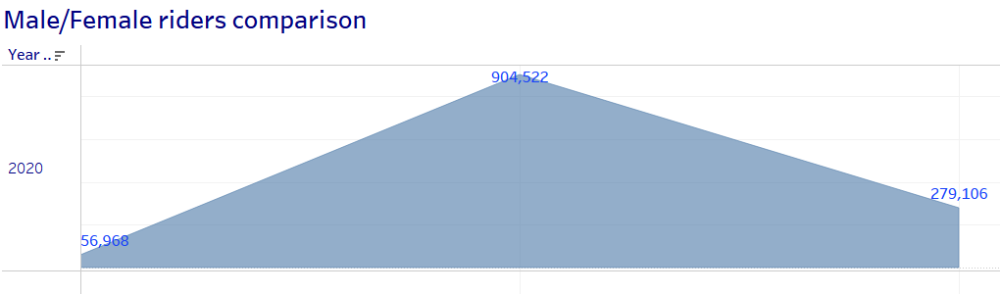 Male/Female riders comparison
Year ..
904,522
2020
279,106
56,968